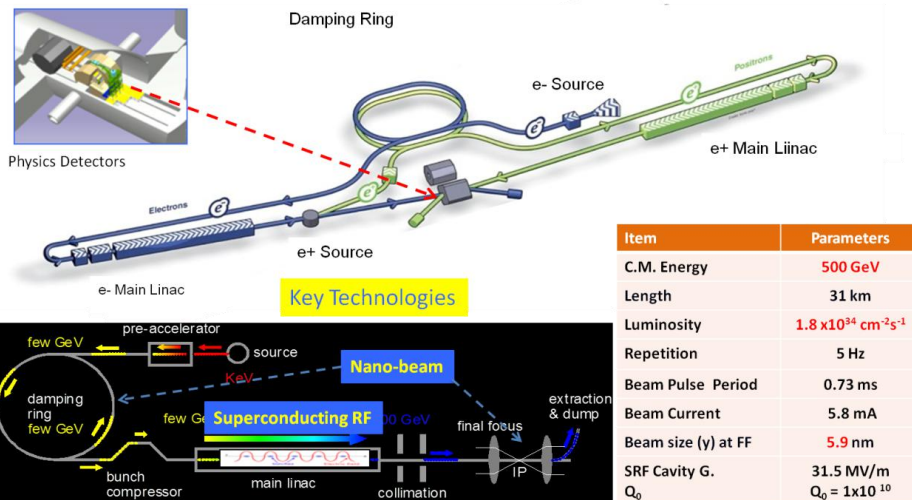 Damping Ring
Physics Detectors
e- Source
Positrons
e+ Main Liinac
Electrons
e+ Source
e- Main Linac
Key Technologies
few GeV
pre-accelerator
source
KeV
damping
ring
few GeV
few GeV
bunch
compressor
Nano-beam
Superconducting RF
main linac
collimation
final focus
IP
extraction
& dump
Item Parameters
C.M. Energy 500 GeV
Length 31 km
Luminosity 1.8 x10³⁴ cm⁻²s⁻¹
Repetition 5 Hz
Beam Pulse Period 0.73 ms
Beam Current 5.8 mA
Beam size (y) at FF 5.9 nm
SRF Cavity G. 31.5 MV/m
Q₀ Q₀ = 1x10 ¹⁰